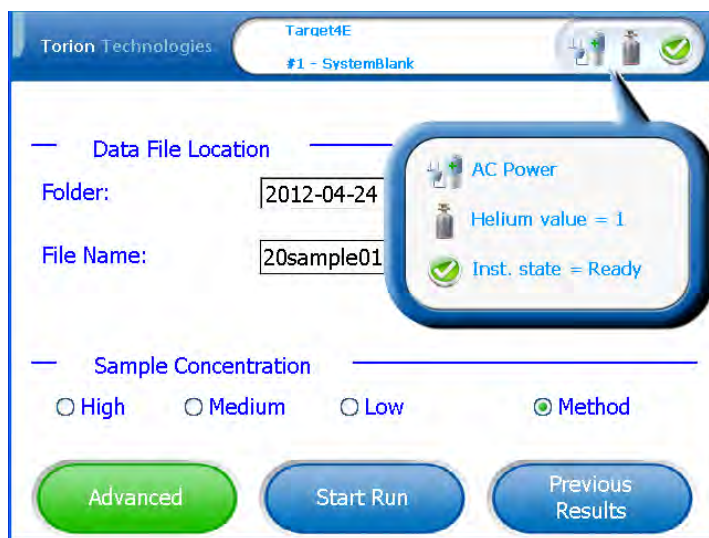 Torion Technologies
Target4E
#1 - SystemBlank
Data File Location
Folder:
2012-04-24
File Name:
20sample01
AC Power
Helium value = 1
Inst. state = Ready
Sample Concentration
High
Medium
Low
Method
Advanced
Start Run
Previous
Results